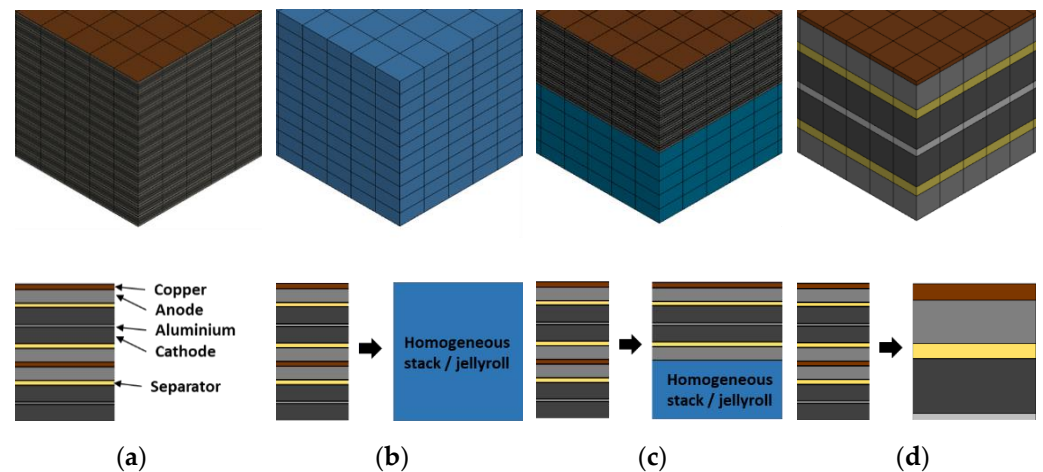 Copper
Anode
Aluminium
Cathode
Separator
Homogeneous
stack / jellyroll
Homogeneous
stack / jellyroll
(a)
(b)
(c)
(d)